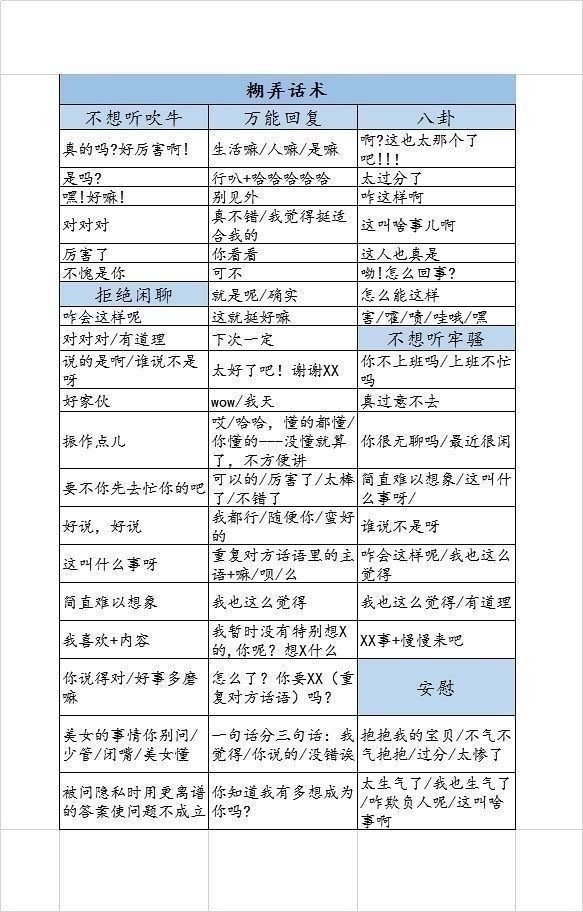 糊弄话术
不想听吹牛 万能回复 八卦
真的吗?好厉害啊! 生活嘛/人嘛/是嘛 啊?这也太那个了
吧!!!
是吗? 行叭+哈哈哈哈哈 太过分了
嘿!好嘛! 别见外 咋这样啊
对对对 真不错/我觉得挺适
合我的 这叫啥事儿啊
厉害了 你看看 这人也真是
不愧是你 可不 呦!怎么回事?
拒绝闲聊 就是呢/确实 怎么能这样
咋会这样呢 这就挺好嘛 害/嚯/啧/哇哦/嘿
对对对/有道理 下次一定 不想听牢骚
说的是啊/谁说不是
呀 太好了吧！谢谢XX 你不上班吗/上班不忙
吗
好家伙 wow/我天 真过意不去
振作点儿 哎/哈哈，懂的都懂/
你懂的---没懂就算
了，不方便讲 你很无聊吗/最近很闲
要不你先去忙你的吧 可以的/厉害了/太棒
了/不错了 简直难以想象/这叫什
么事呀/
好说，好说 我都行/随便你/蛮好
的 谁说不是呀
这叫什么事呀 重复对方话语里的主
语+嘛/呗/么 咋会这样呢/我也这么
觉得
简直难以想象 我也这么觉得 我也这么觉得/有道理
我喜欢+内容 我暂时没有特别想X
的,你呢？想X什么 XX事+慢慢来吧
你说得对/好事多磨
嘛 怎么了？你要XX（重
复对方话语）吗？ 安慰
美女的事情你别问/
少管/闭嘴/美女懂 一句话分三句话：我
觉得/你说的/没错诶 抱抱我的宝贝/不气不
气抱抱/过分/太惨了
被问隐私时用更离谱
的答案使问题不成立 你知道我有多想成为
你吗? 太生气了/我也生气了
/咋欺负人呢/这叫啥
事啊